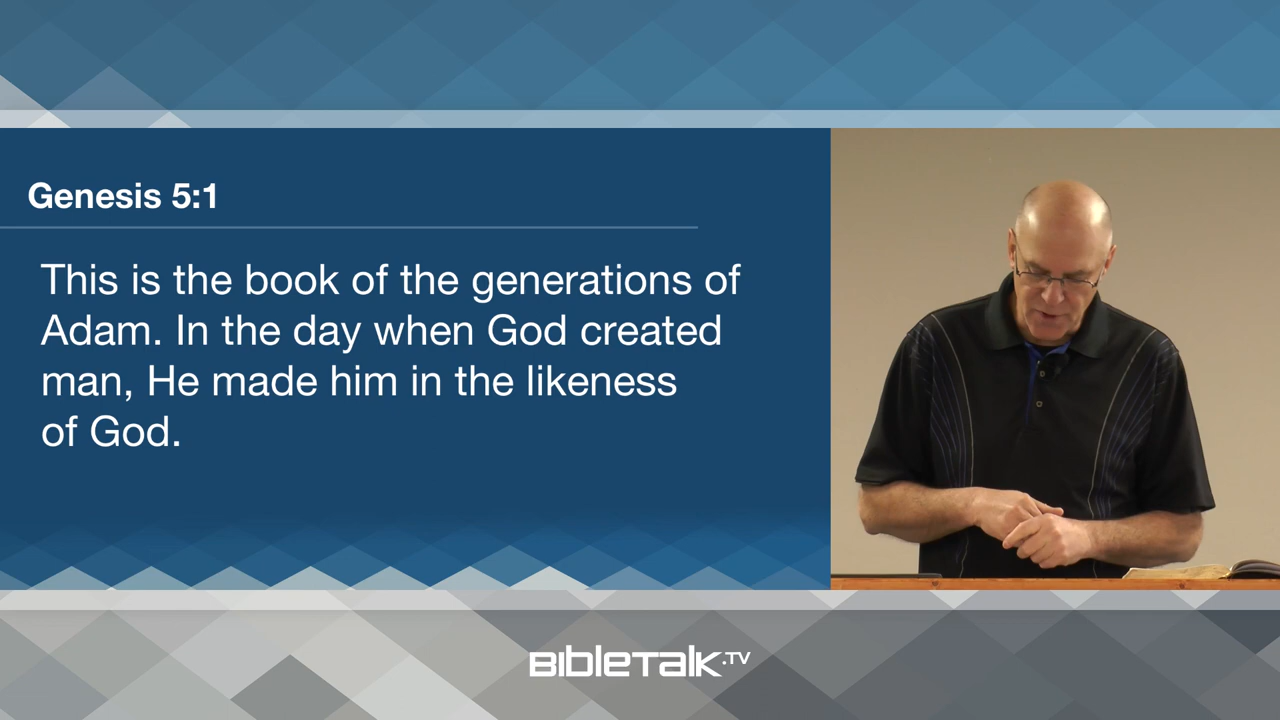 Genesis 5:1
This is the book of the generations of
Adam. In the day when God created
man, He made him in the likeness
of God.
BIBLETALK.TV